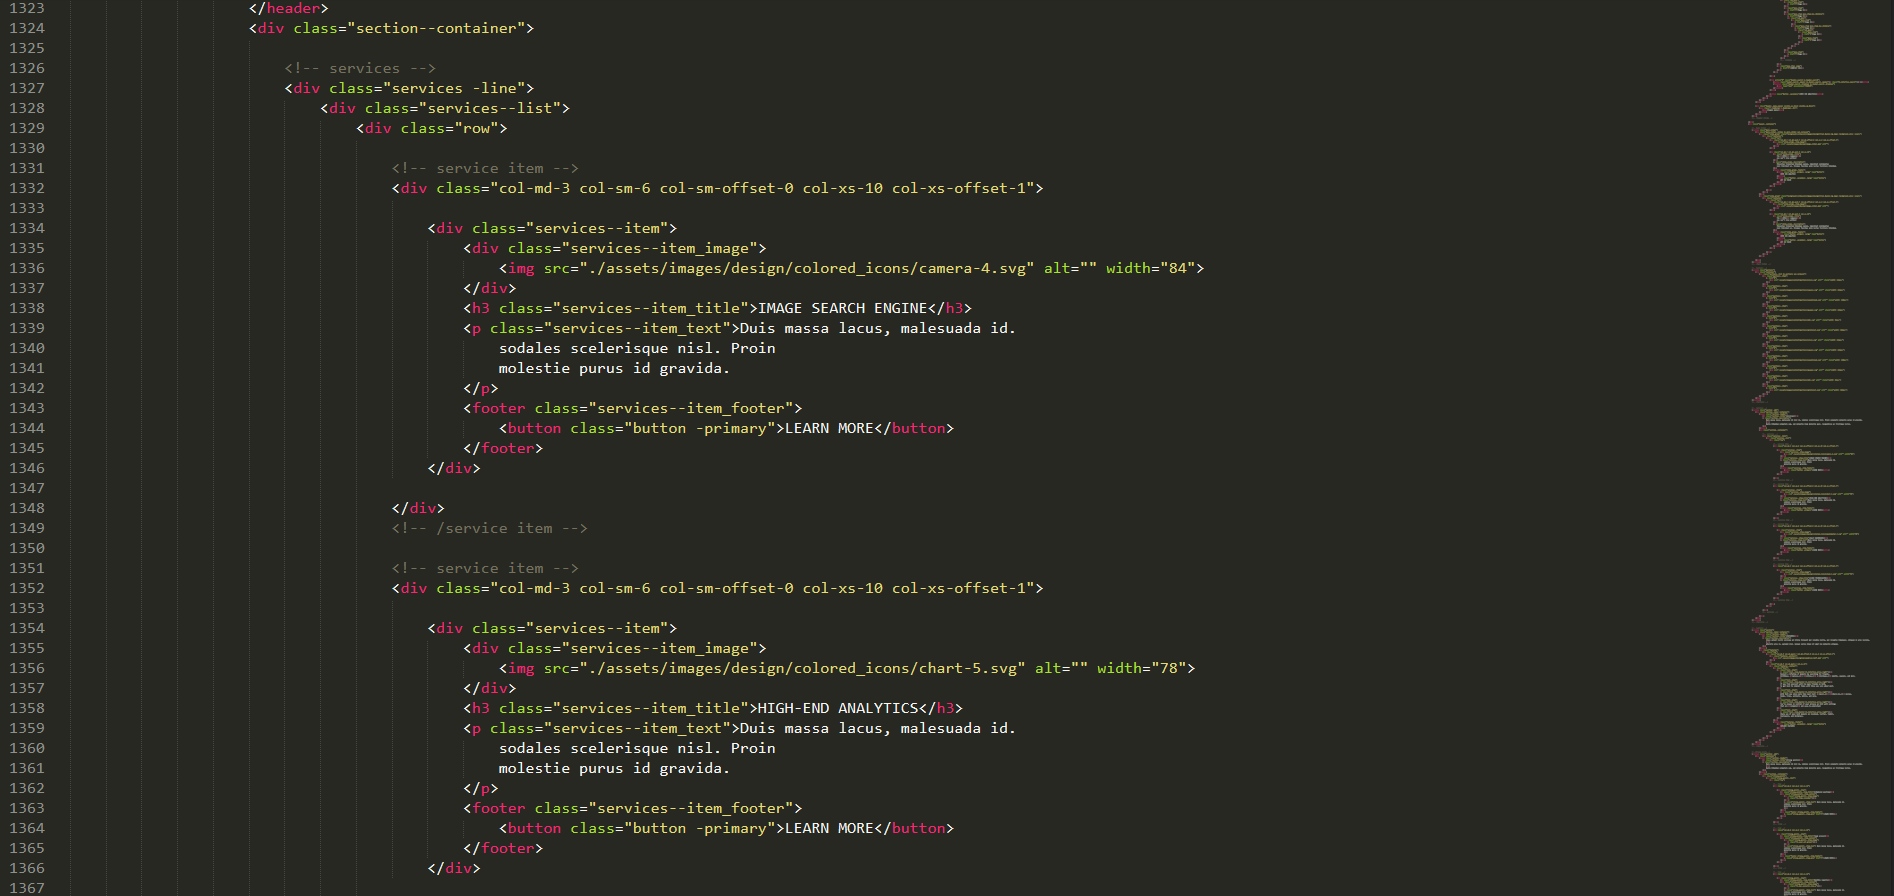 1323 </header>
1324 <div class="section--container">
1325
1326 <!-- services -->
1327 <div class="services -line">
1328 <div class="services--list">
1329 <div class="row">
1330
1331 <!-- service item -->
1332 <div class="col-md-3 col-sm-6 col-sm-offset-0 col-xs-10 col-xs-offset-1">
1333
1334 <div class="services--item">
1335 <div class="services--item_image">
1336 <img src="./assets/images/design/colored_icons/camera-4.svg" alt="" width="84">
1337 </div>
1338 <h3 class="services--item_title">IMAGE SEARCH ENGINE</h3>
1339 <p class="services--item_text">Duis massa lacus, malesuada id.
1340 sodales scelerisque nisl. Proin
1341 molestie purus id gravida.
1342 </p>
1343 <footer class="services--item_footer">
1344 <button class="button -primary">LEARN MORE</button>
1345 </footer>
1346 </div>
1347
1348 </div>
1349 <!-- /service item -->
1350
1351 <!-- service item -->
1352 <div class="col-md-3 col-sm-6 col-sm-offset-0 col-xs-10 col-xs-offset-1">
1353
1354 <div class="services--item">
1355 <div class="services--item_image">
1356 <img src="./assets/images/design/colored_icons/chart-5.svg" alt="" width="78">
1357 </div>
1358 <h3 class="services--item_title">HIGH-END ANALYTICS</h3>
1359 <p class="services--item_text">Duis massa lacus, malesuada id.
1360 sodales scelerisque nisl. Proin
1361 molestie purus id gravida.
1362 </p>
1363 <footer class="services--item_footer">
1364 <button class="button -primary">LEARN MORE</button>
1365 </footer>
1366 </div>
1367